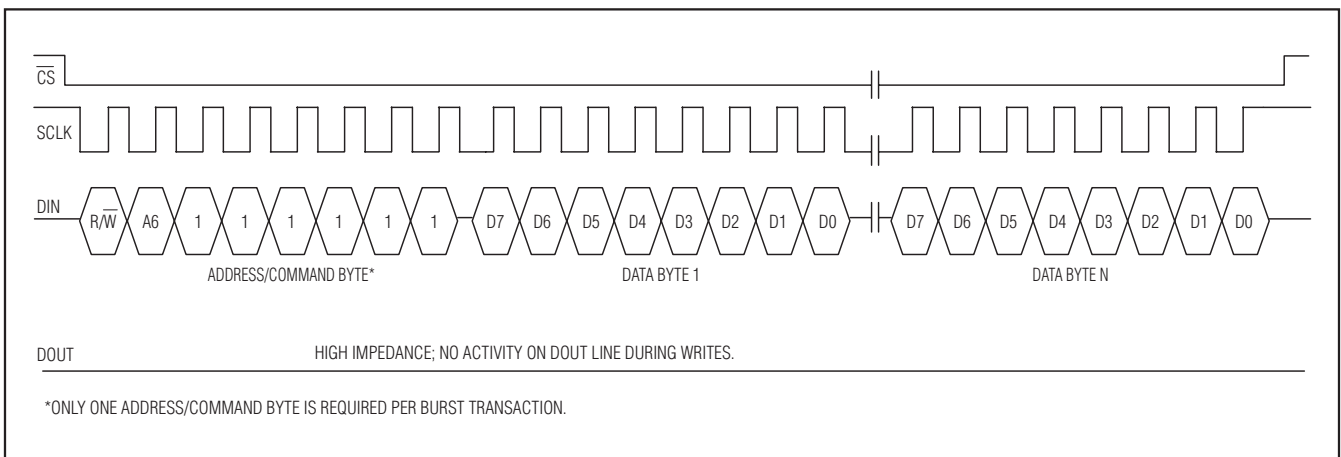 C̅S̅
SCLK
DIN
R/W̅ A6 1 1 1 1 1 1 D7 D6 D5 D4 D3 D2 D1 D0 D7 D6 D5 D4 D3 D2 D1 D0
ADDRESS/COMMAND BYTE* DATA BYTE 1 DATA BYTE N
DOUT HIGH IMPEDANCE; NO ACTIVITY ON DOUT LINE DURING WRITES.
*ONLY ONE ADDRESS/COMMAND BYTE IS REQUIRED PER BURST TRANSACTION.